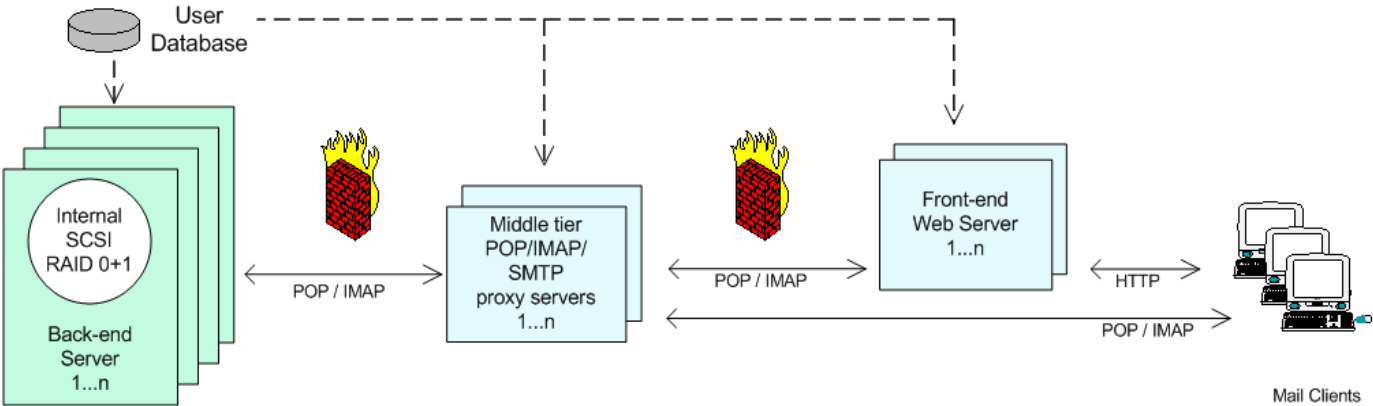 User
Database
Internal
SCSI
RAID 0+1
Back-end
Server
1...n
POP / IMAP
Middle tier
POP/IMAP/
SMTP
proxy servers
1...n
POP / IMAP
Front-end
Web Server
1...n
HTTP
POP / IMAP
Mail Clients